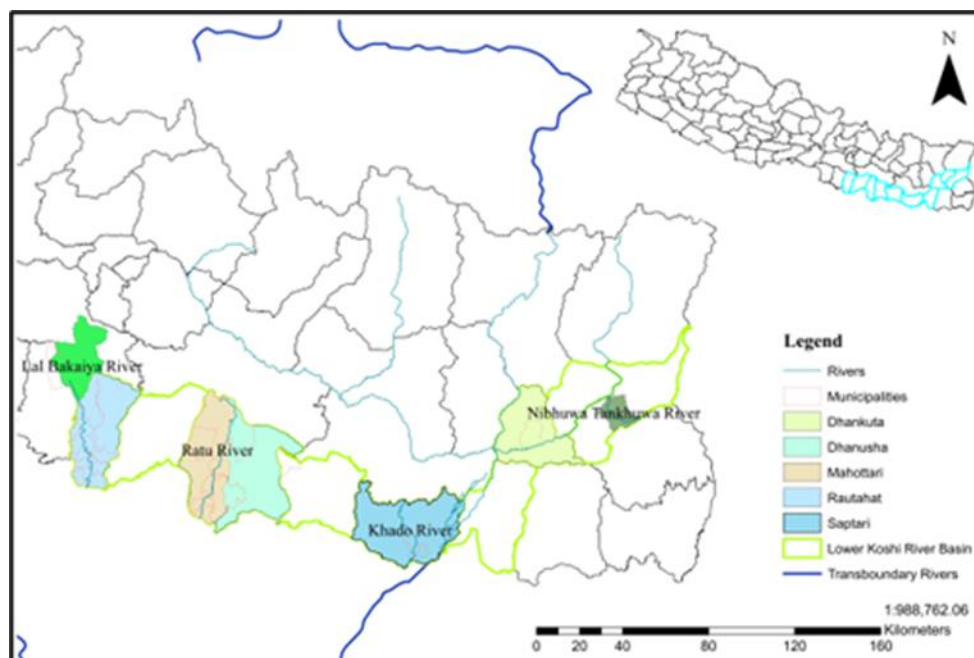 N
Lal Bakaiya River
Ratu River
Khado River
Nibhuwa Tankhuwa River
Legend
Rivers
Municipalities
Dhankuta
Dhanusha
Mahottari
Rautahat
Saptari
Lower Koshi River Basin
Transboundary Rivers
1:988,762.06
Kilometers
0 20 40 80 120 160